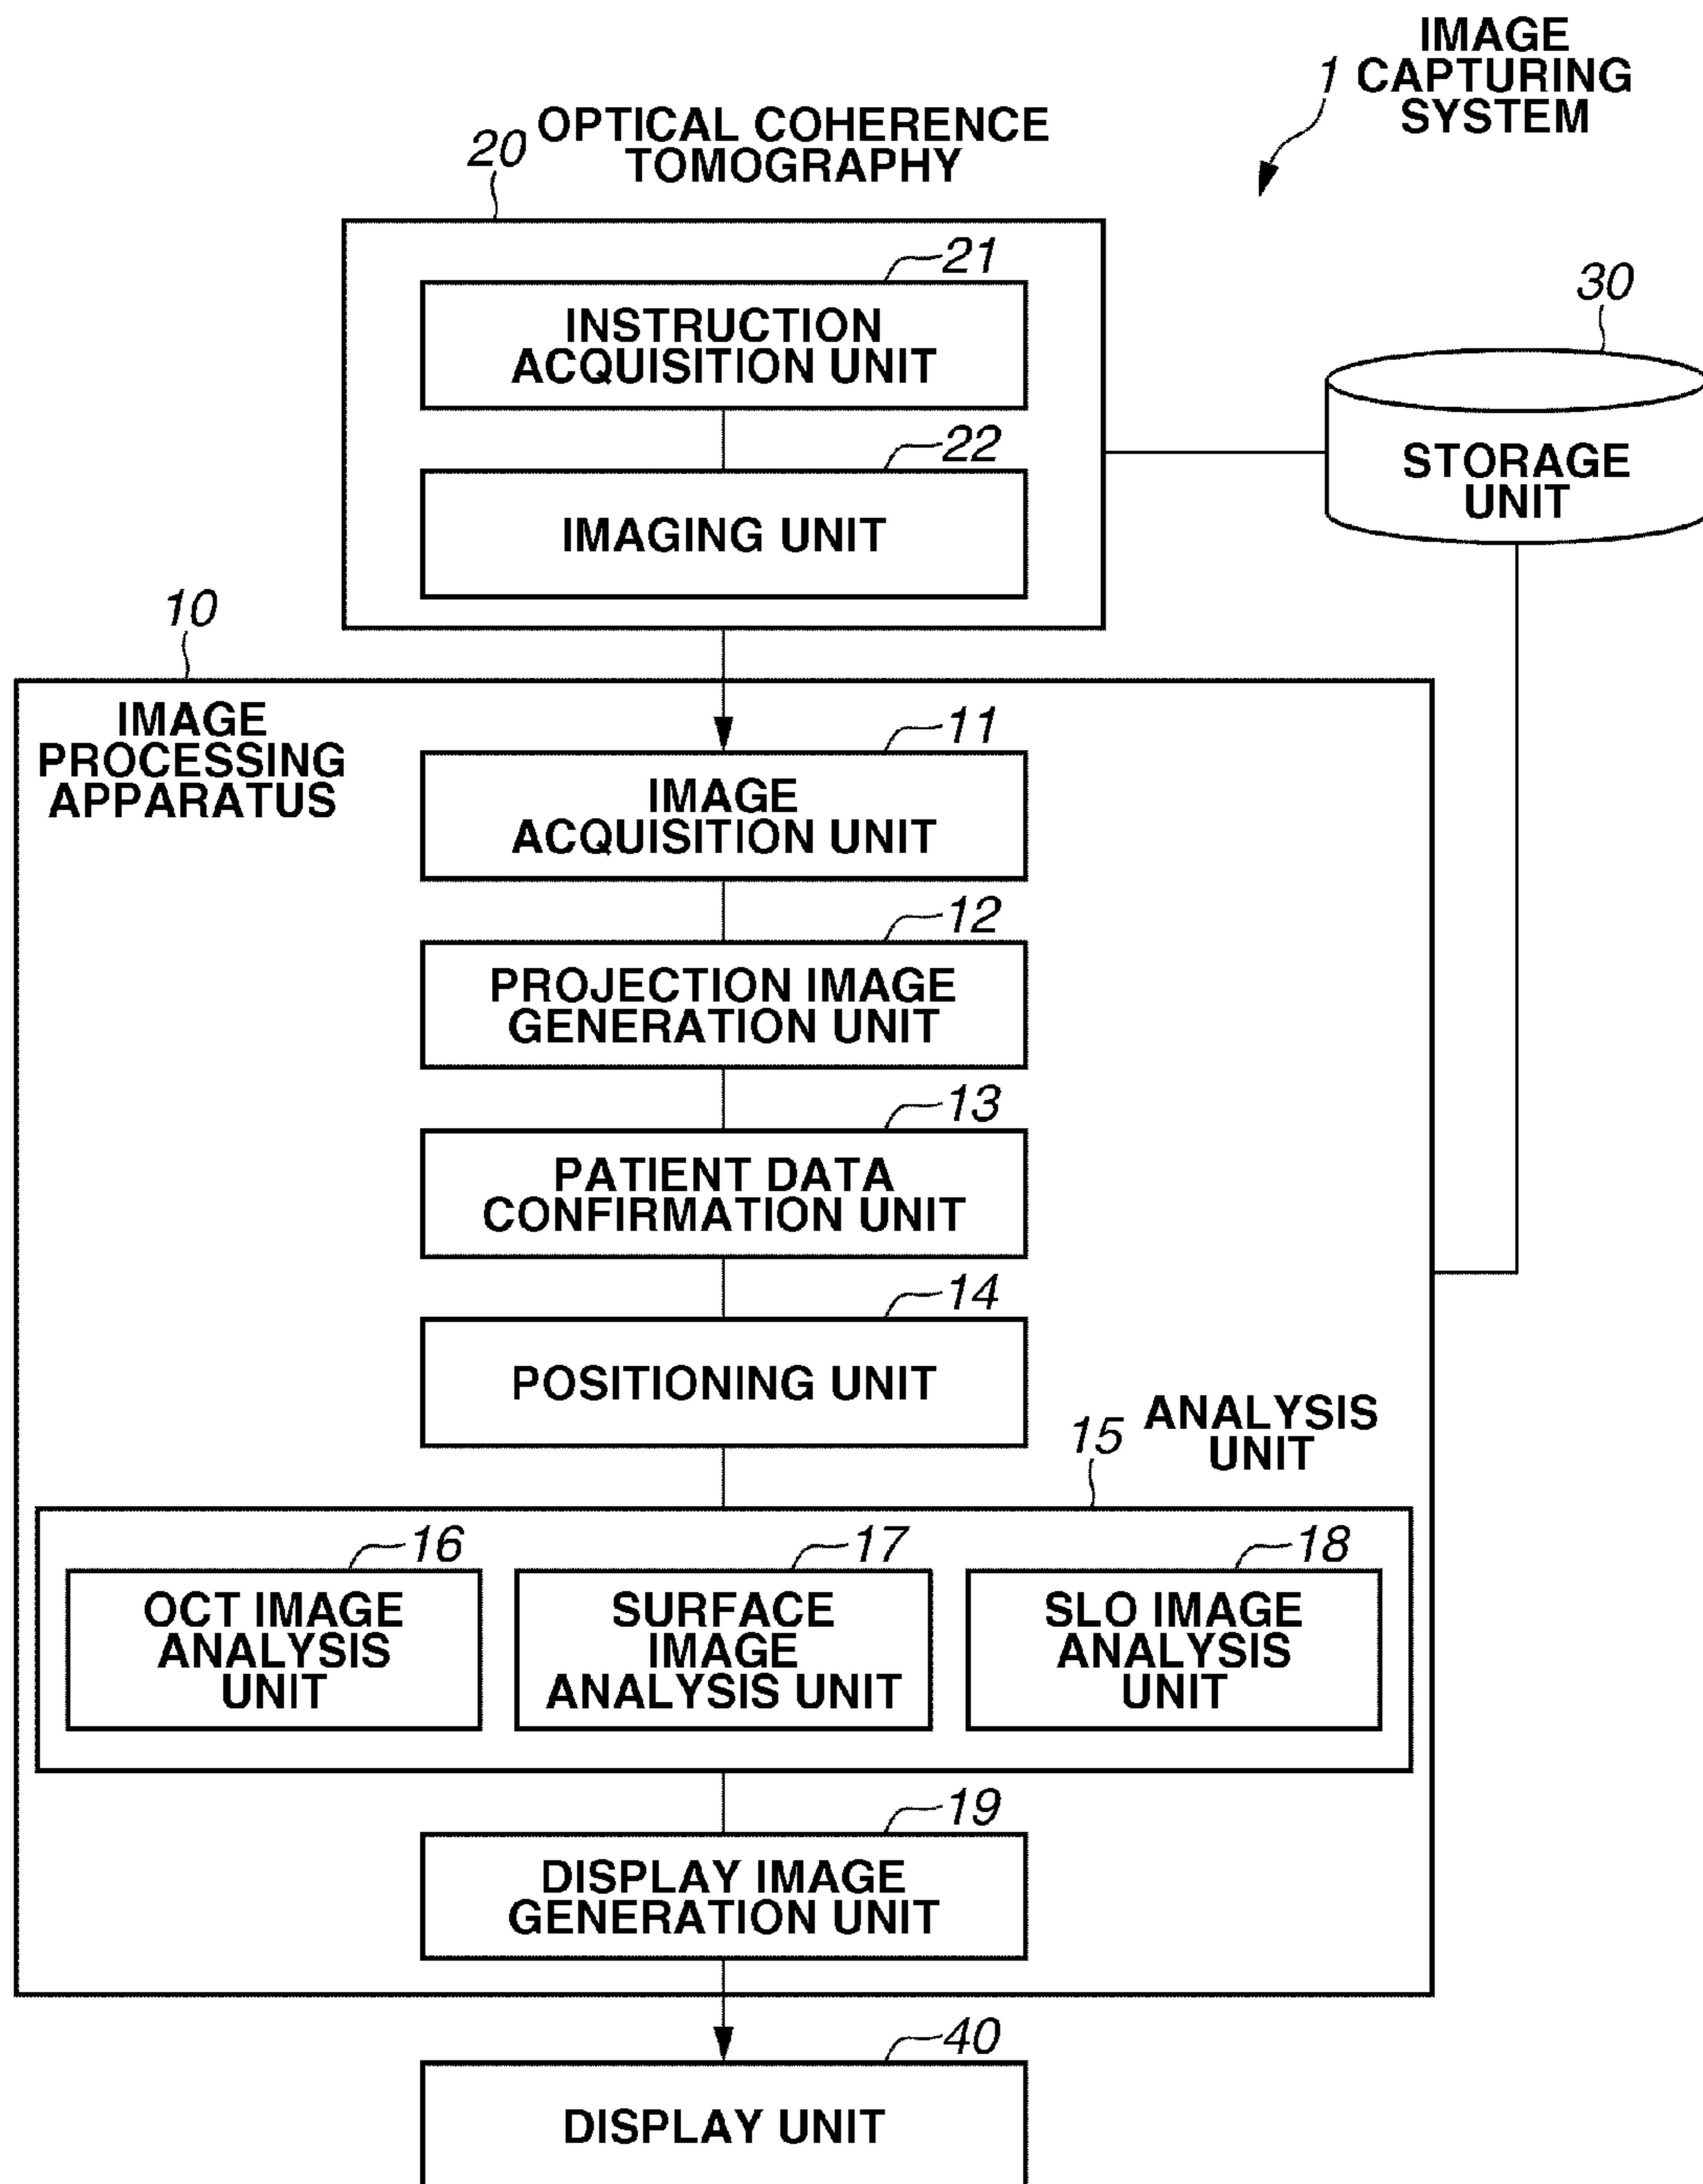 IMAGE
1 CAPTURING
SYSTEM
20 OPTICAL COHERENCE
TOMOGRAPHY
21
INSTRUCTION
ACQUISITION UNIT
22
IMAGING UNIT
30
STORAGE
UNIT
10
IMAGE
PROCESSING
APPARATUS
11
IMAGE
ACQUISITION UNIT
12
PROJECTION IMAGE
GENERATION UNIT
13
PATIENT DATA
CONFIRMATION UNIT
14
POSITIONING UNIT
15 ANALYSIS
UNIT
16
OCT IMAGE
ANALYSIS
UNIT
17
SURFACE
IMAGE
ANALYSIS UNIT
18
SLO IMAGE
ANALYSIS
UNIT
19
DISPLAY IMAGE
GENERATION UNIT
40
DISPLAY UNIT